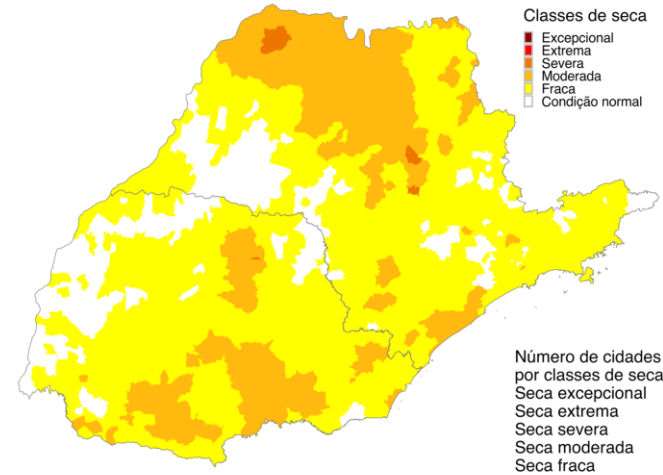 Classes de seca
Excepcional
Extrema
Severa
Moderada
Fraca
Condição normal
Número de cidades
por classes de seca
Seca excepcional
Seca extrema
Seca severa
Seca moderada
Seca fraca